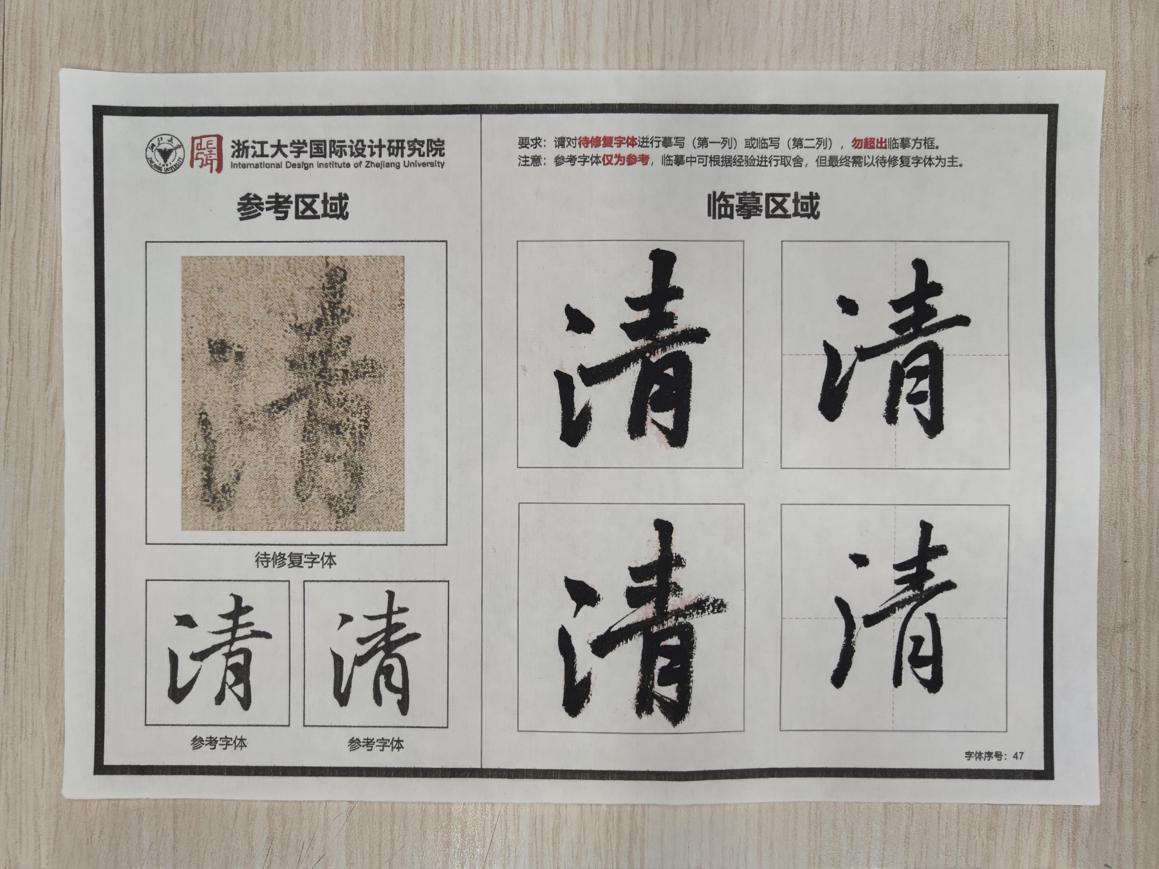 浙江大学国际设计研究院
International Design Institute of Zhejiang University
参考区域
清
待修复字体
清 清
参考字体 参考字体
要求：请对待修复字体进行摹写（第一列）或临写（第二列），勿超出临摹方框。
注意：参考字体仅为参考，临摹中可根据经验进行取舍，但最终需以待修复字体为主。
临摹区域
清 清
清 清
字体序号：47